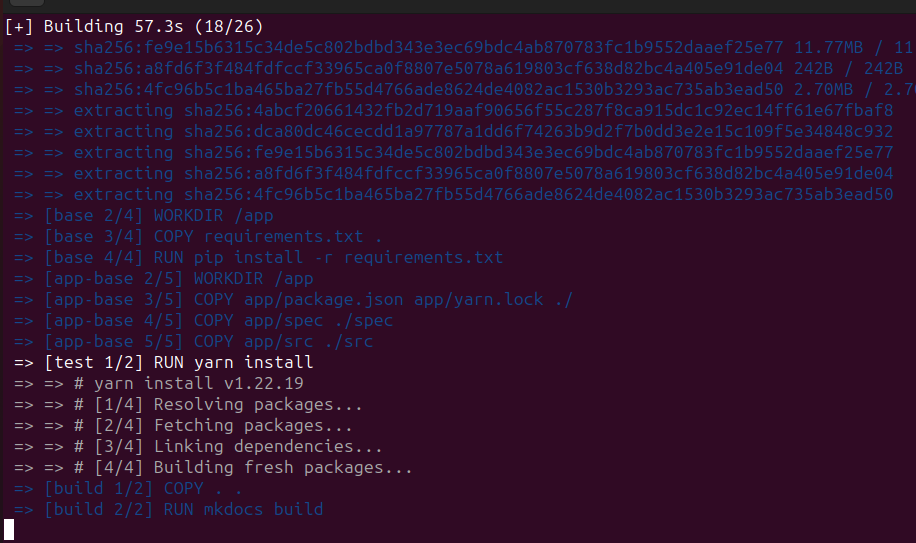 [+] Building 57.3s (18/26)
=> => sha256:fe9e15b6315c34de5c802bdbd343e3ec69bdc4ab870783fc1b9552daaef25e77 11.77MB / 11
=> => sha256:a8fd6f3f484fdfccf33965ca0f8807e5078a619803cf638d82bc4a405e91de04 242B / 242B
=> => sha256:4fc96b5c1ba465ba27fb55d4766ade8624de4082ac1530b3293ac735ab3ead50 2.70MB / 2.70
=> => extracting sha256:4abcf20661432fb2d719aaf90656f55c287f8ca915dc1c92ec14ff61e67fbaf8
=> => extracting sha256:dca80dc46cecdd1a97787a1dd6f74263b9d2f7b0dd3e2e15c109f5e34848c932
=> => extracting sha256:fe9e15b6315c34de5c802bdbd343e3ec69bdc4ab870783fc1b9552daaef25e77
=> => extracting sha256:a8fd6f3f484fdfccf33965ca0f8807e5078a619803cf638d82bc4a405e91de04
=> => extracting sha256:4fc96b5c1ba465ba27fb55d4766ade8624de4082ac1530b3293ac735ab3ead50
=> [base 2/4] WORKDIR /app
=> [base 3/4] COPY requirements.txt .
=> [base 4/4] RUN pip install -r requirements.txt
=> [app-base 2/5] WORKDIR /app
=> [app-base 3/5] COPY app/package.json app/yarn.lock ./
=> [app-base 4/5] COPY app/spec ./spec
=> [app-base 5/5] COPY app/src ./src
=> [test 1/2] RUN yarn install
=> => # yarn install v1.22.19
=> => # [1/4] Resolving packages...
=> => # [2/4] Fetching packages...
=> => # [3/4] Linking dependencies...
=> => # [4/4] Building fresh packages...
=> [build 1/2] COPY . .
=> [build 2/2] RUN mkdocs build